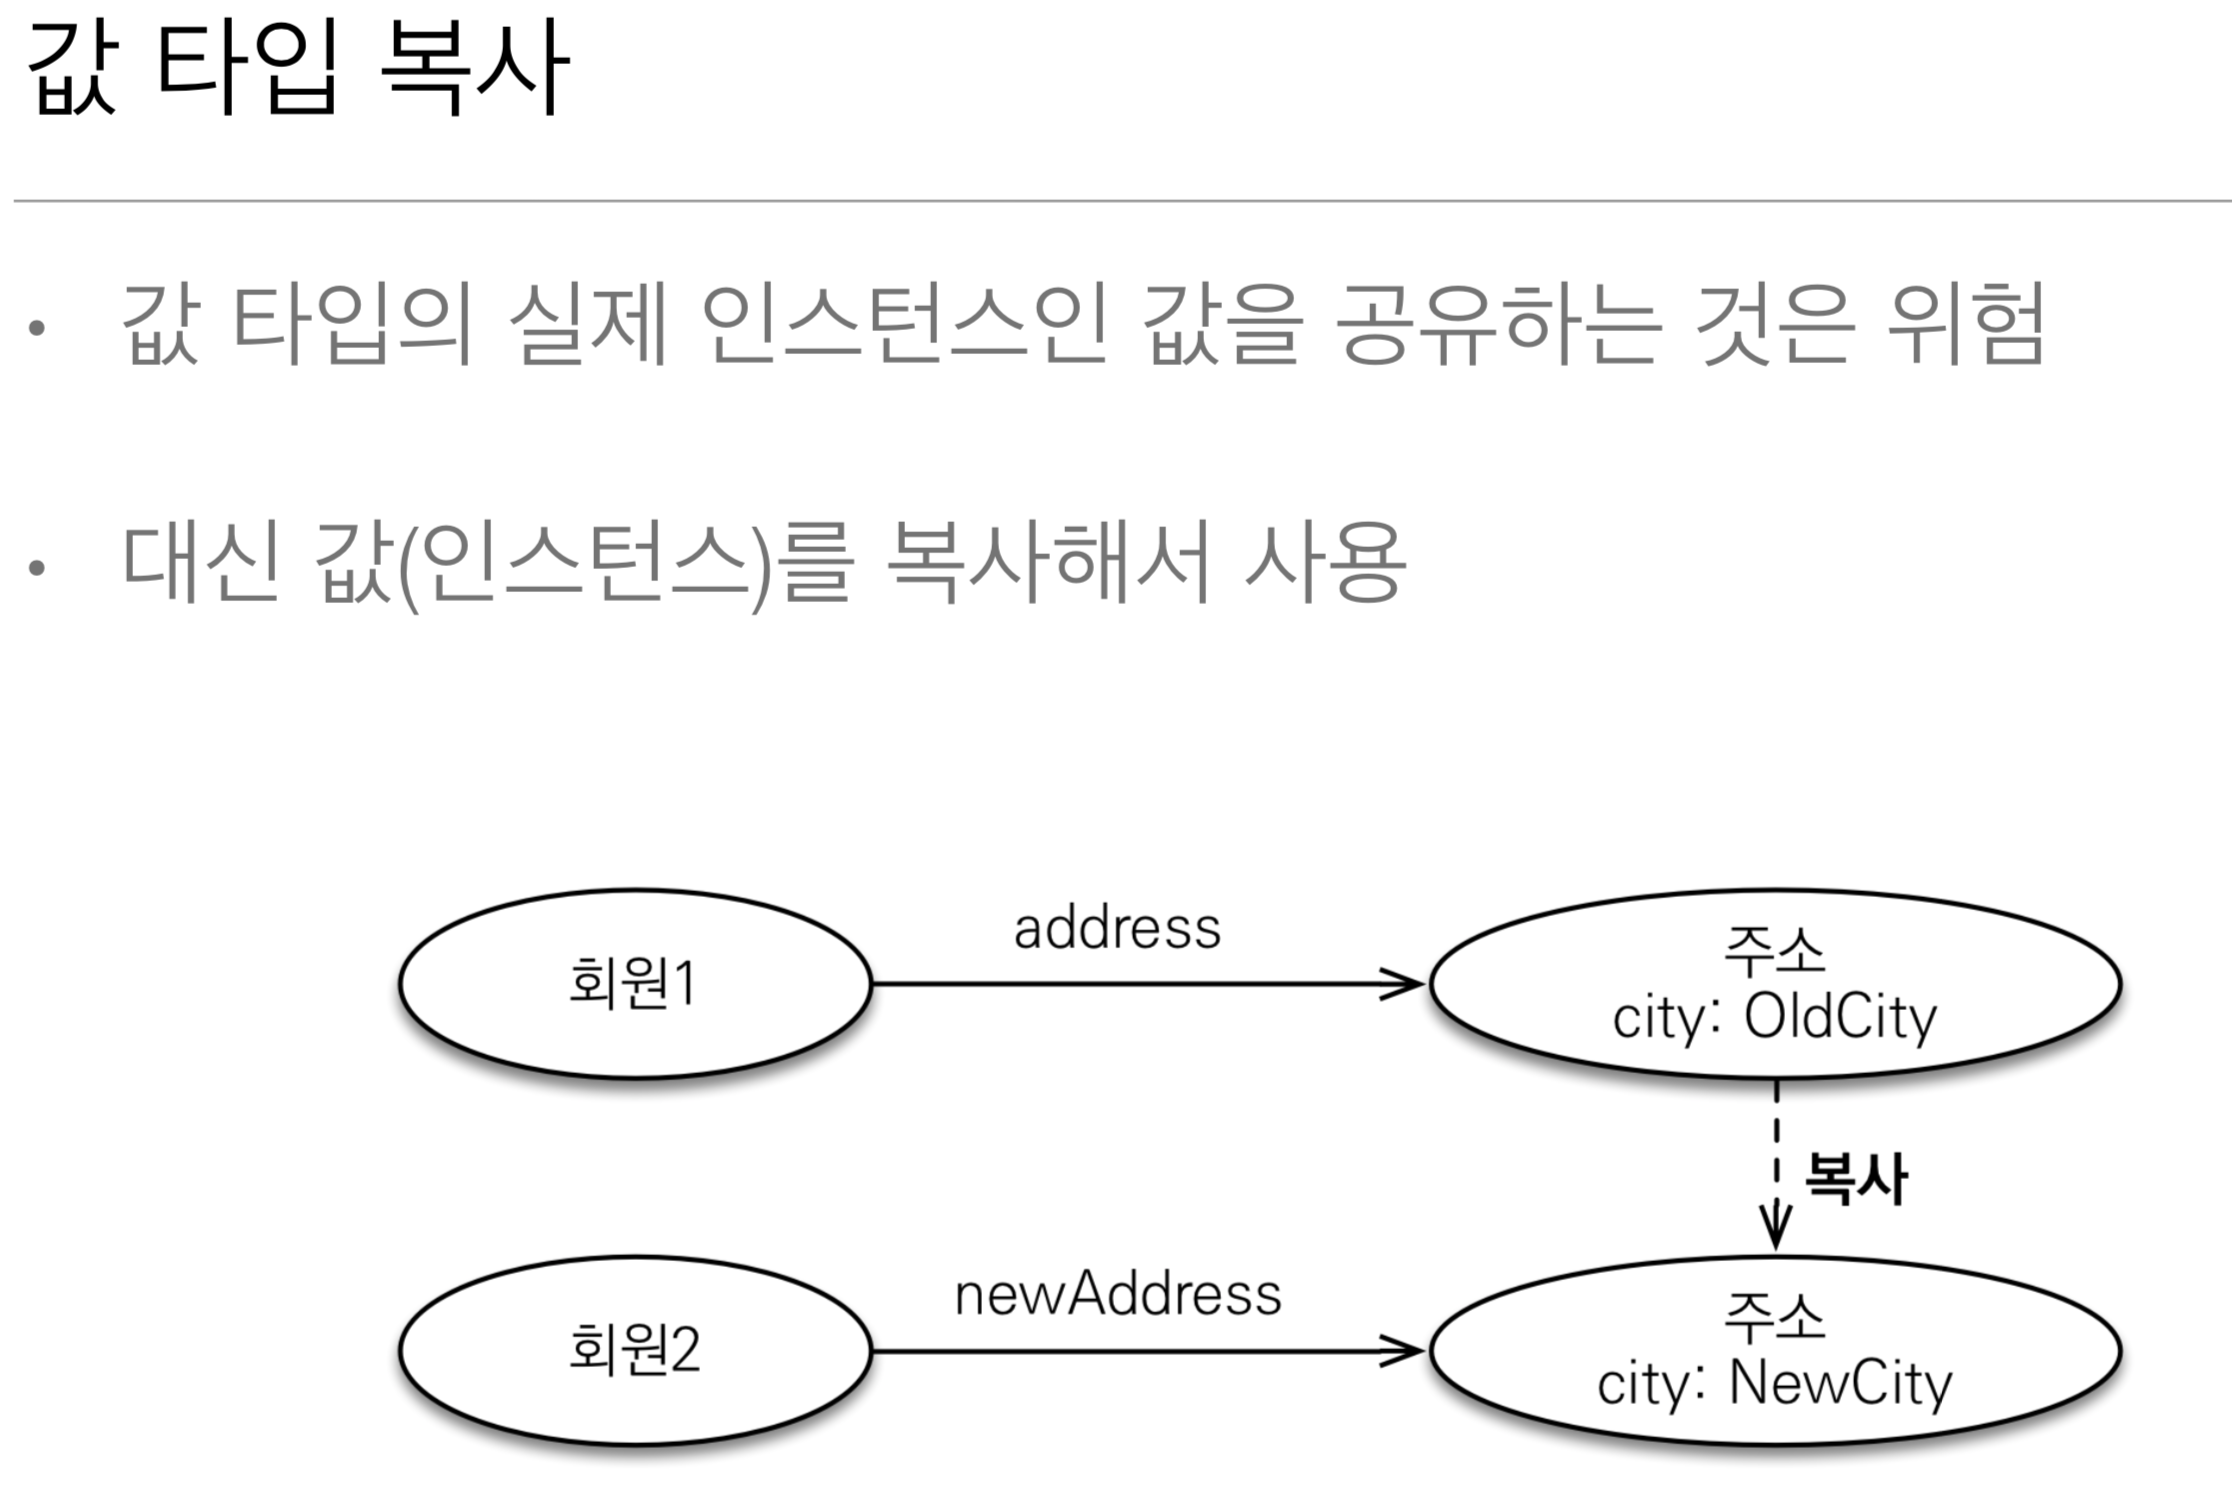 값 타입 복사
• 값 타입의 실제 인스턴스인 값을 공유하는 것은 위험
• 대신 값(인스턴스)를 복사해서 사용
회원1
address
주소
city: OldCity
복사
회원2
newAddress
주소
city: NewCity